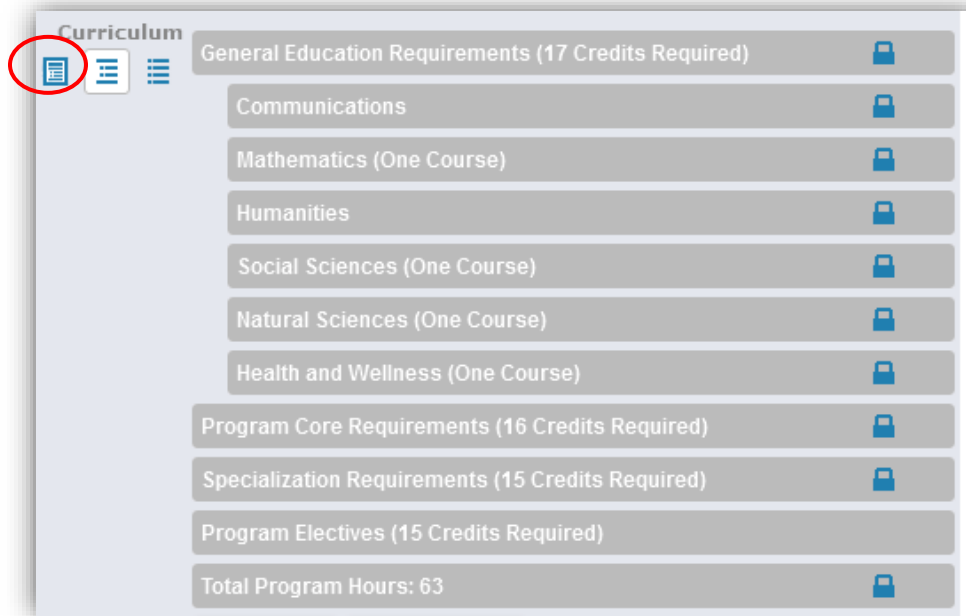 Curriculum
General Education Requirements (17 Credits Required)
Communications
Mathematics (One Course)
Humanities
Social Sciences (One Course)
Natural Sciences (One Course)
Health and Wellness (One Course)
Program Core Requirements (16 Credits Required)
Specialization Requirements (15 Credits Required)
Program Electives (15 Credits Required)
Total Program Hours: 63